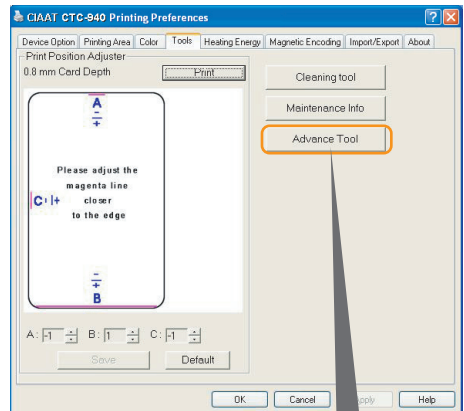 CIAAT CTC-940 Printing Preferences
Device Option Printing Area Color Tools Heating Energy Magnetic Encoding Import/Export About
Print Position Adjuster
0.8 mm Card Depth Print
Cleaning tool
Maintenance Info
Advance Tool
A
-
+
Please adjust the
magenta line
C - + closer
to the edge
-
+
B
A: -1 B: 1 C: -1
Save Default
OK Cancel Apply Help